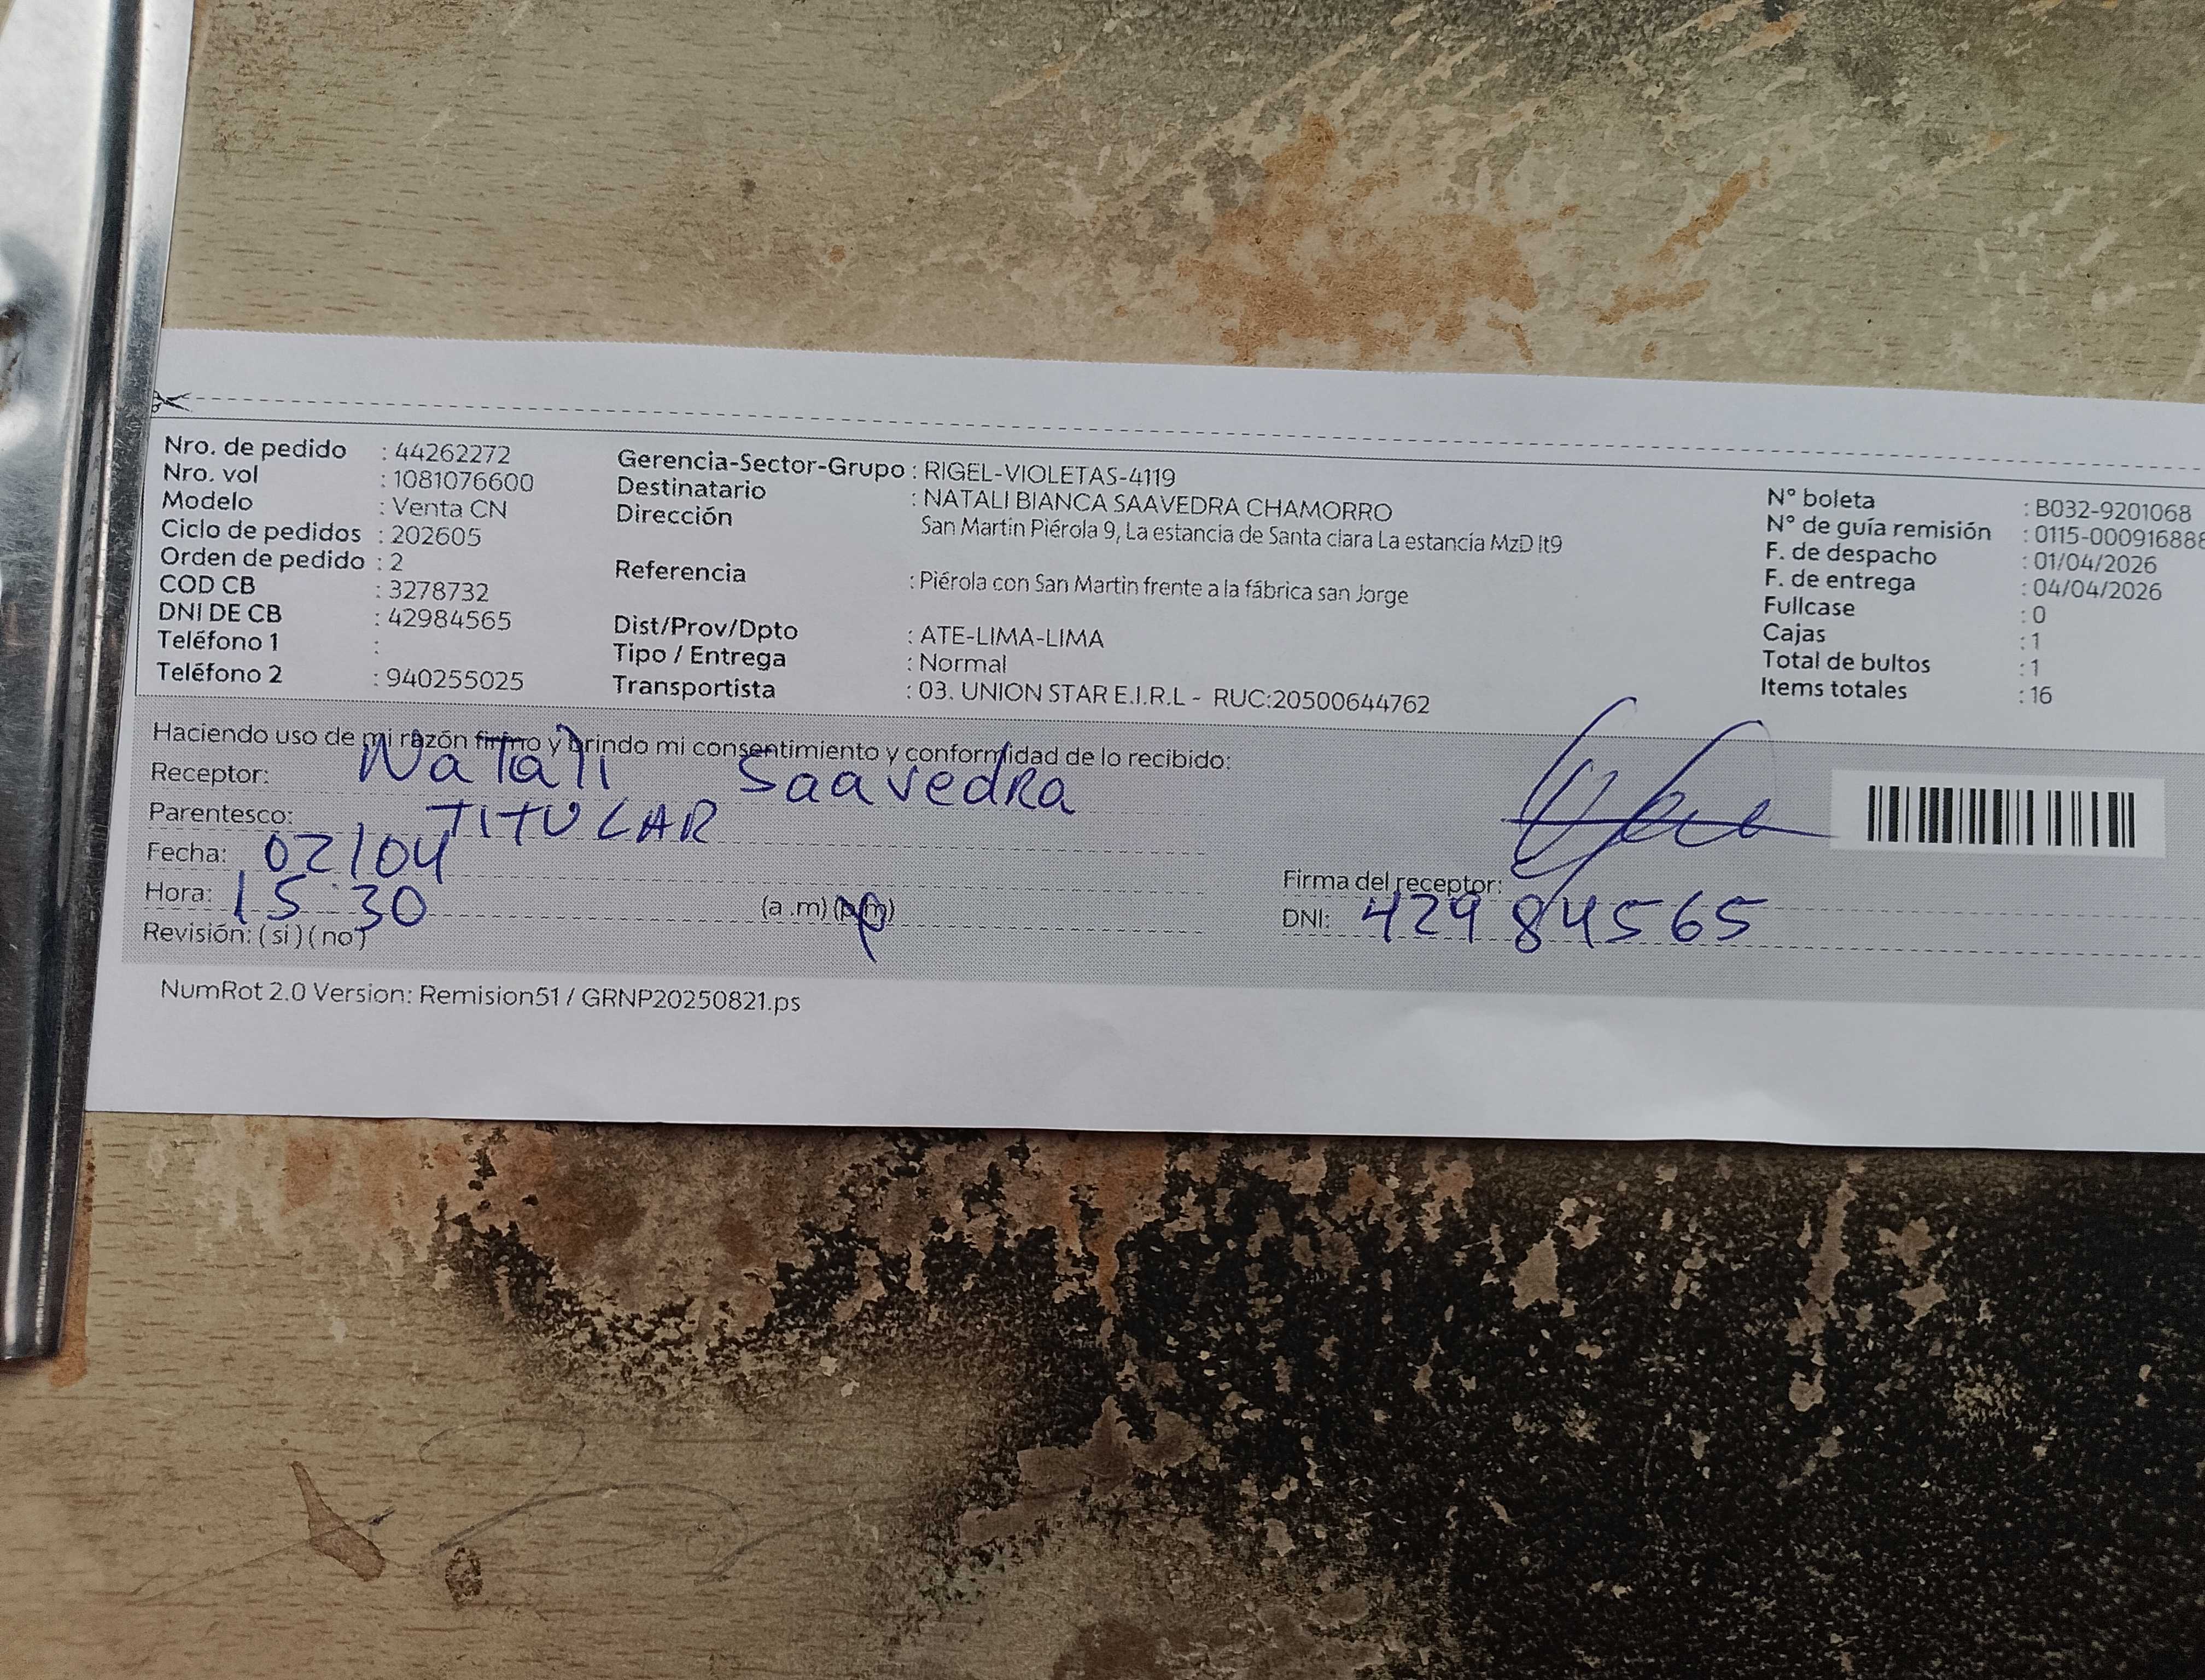 Nro. de pedido : 44262272
Nro. vol : 1081076600
Modelo : Venta CN
Ciclo de pedidos : 202605
Orden de pedido : 2
COD CB : 3278732
DNI DE CB : 42984565
Teléfono 1 :
Teléfono 2 : 940255025
Gerencia-Sector-Grupo : RIGEL-VIOLETAS-4119
Destinatario : NATALI BIANCA SAAVEDRA CHAMORRO
Dirección San Martin Piérola 9, La estancia de Santa clara La estancia MzD lt9
Referencia : Piérola con San Martin frente a la fábrica san Jorge
Dist/Prov/Dpto : ATE-LIMA-LIMA
Tipo / Entrega : Normal
Transportista : 03. UNION STAR E.I.R.L - RUC:20500644762
N° boleta : B032-9201068
N° de guía remisión : 0115-000916888
F. de despacho : 01/04/2026
F. de entrega : 04/04/2026
Fullcase : 0
Cajas : 1
Total de bultos : 1
Items totales : 16
Haciendo uso de mi razón firmo y brindo mi consentimiento y conformidad de lo recibido:
Receptor: Natali Saavedra
Parentesco: TITULAR
Fecha: 02/04
Hora: 15:30 (a .m) (p.m)
Revisión: ( si ) ( no )
Firma del receptor:
DNI: 42984565
NumRot 2.0 Version: Remision51 / GRNP20250821.ps